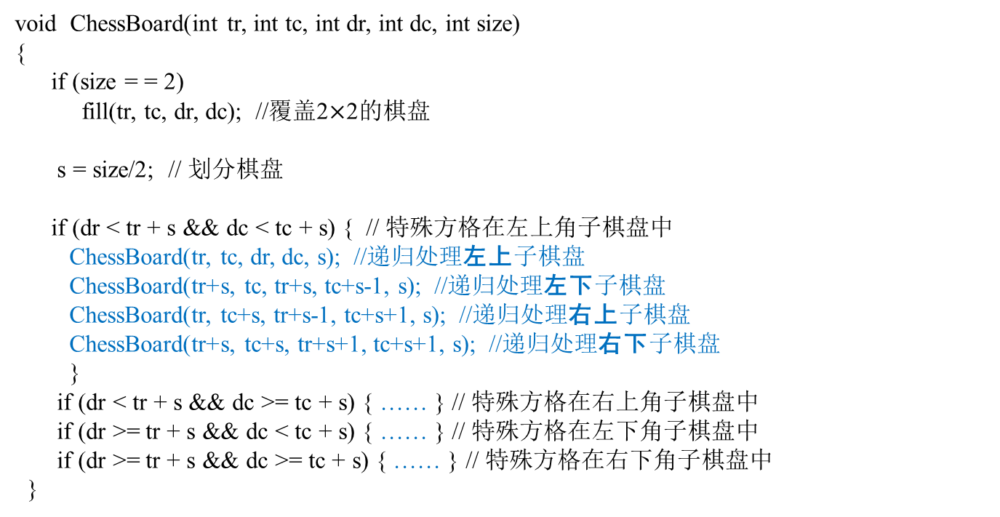 void ChessBoard(int tr, int tc, int dr, int dc, int size)
{
if (size = = 2)
fill(tr, tc, dr, dc); //覆盖2×2的棋盘
s = size/2; // 划分棋盘
if (dr < tr + s && dc < tc + s) { // 特殊方格在左上角子棋盘中
ChessBoard(tr, tc, dr, dc, s); //递归处理左上子棋盘
ChessBoard(tr+s, tc, tr+s, tc+s-1, s); //递归处理左下子棋盘
ChessBoard(tr, tc+s, tr+s-1, tc+s+1, s); //递归处理右上子棋盘
ChessBoard(tr+s, tc+s, tr+s+1, tc+s+1, s); //递归处理右下子棋盘
}
if (dr < tr + s && dc >= tc + s) { …… } // 特殊方格在右上角子棋盘中
if (dr >= tr + s && dc < tc + s) { …… } // 特殊方格在左下角子棋盘中
if (dr >= tr + s && dc >= tc + s) { …… } // 特殊方格在右下角子棋盘中
}